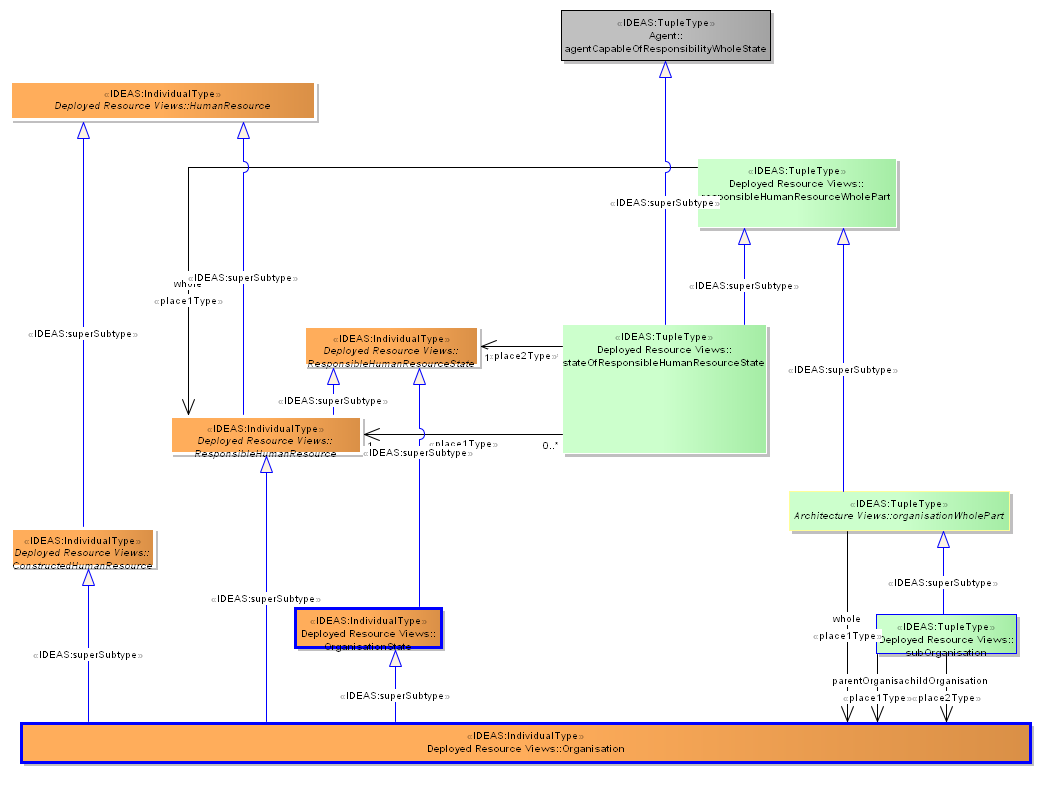 «IDEAS:TupleType»
Agent::
agentCapableOfResponsibilityWholeState
«IDEAS:IndividualType»
Deployed Resource Views::HumanResource
«IDEAS:TupleType»
Deployed Resource Views::
responsibleHumanResourceWholePart
«IDEAS:superSubtype»
«IDEAS:superSubtype»
whole
«place1Type»
«IDEAS:superSubtype»
«IDEAS:superSubtype»
«IDEAS:IndividualType»
Deployed Resource Views::
ResponsibleHumanResourceState
1
«place2Type»
«IDEAS:TupleType»
Deployed Resource Views::
stateOfResponsibleHumanResourceState
«IDEAS:superSubtype»
«IDEAS:superSubtype»
«IDEAS:IndividualType»
Deployed Resource Views::
ResponsibleHumanResource
1
«place1Type»
0..*
«IDEAS:superSubtype»
«IDEAS:TupleType»
Architecture Views::organisationWholePart
«IDEAS:IndividualType»
Deployed Resource Views::
ConstructedHumanResource
«IDEAS:superSubtype»
«IDEAS:superSubtype»
«IDEAS:IndividualType»
Deployed Resource Views::
OrganisationState
whole
«place1Type»
«IDEAS:TupleType»
Deployed Resource Views::
subOrganisation
«IDEAS:superSubtype»
parentOrganisachildOrganisation
«IDEAS:superSubtype»
«place1Type»
«place2Type»
«IDEAS:IndividualType»
Deployed Resource Views::Organisation